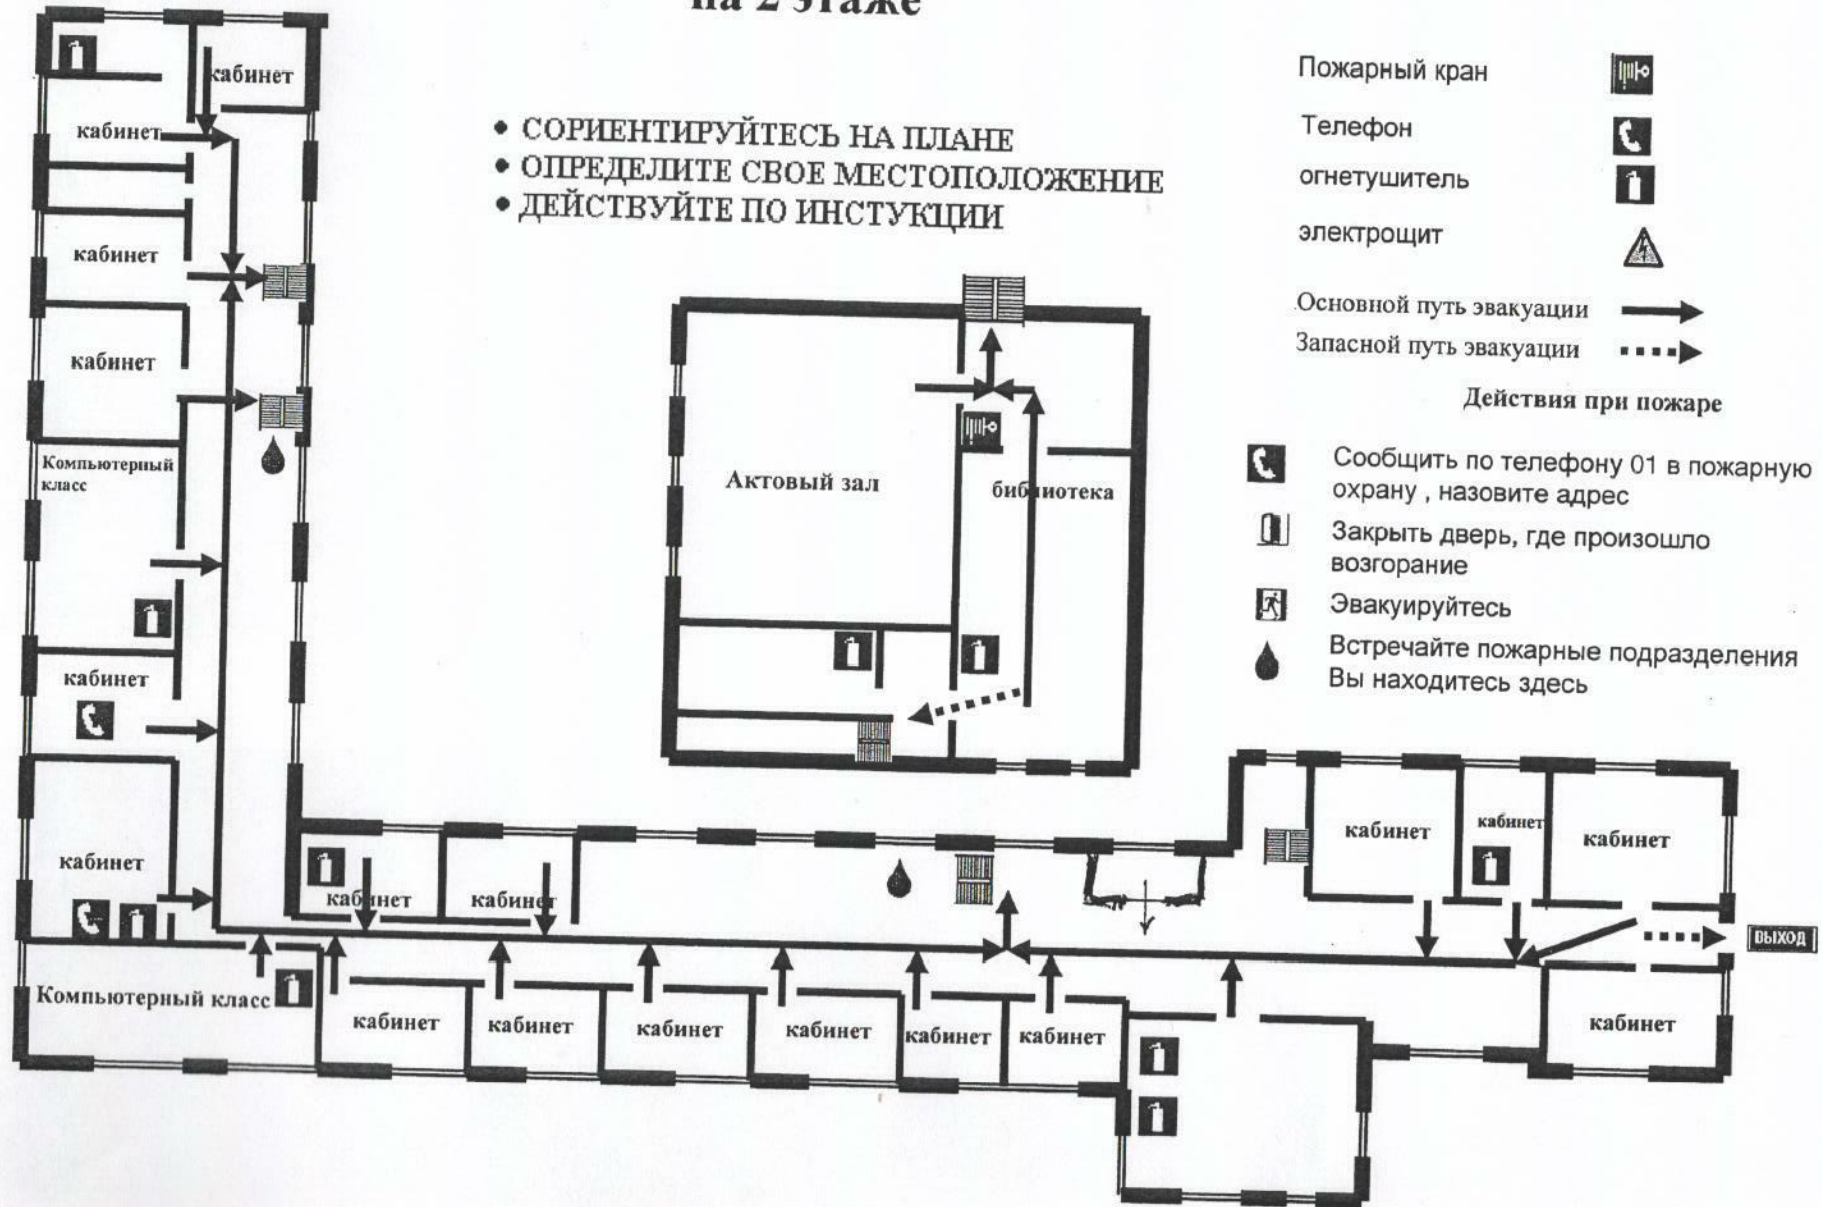 на 2 этаже
• СОРИЕНТИРУЙТЕСЬ НА ПЛАНЕ
• ОПРЕДЕЛИТЕ СВОЕ МЕСТОПОЛОЖЕНИЕ
• ДЕЙСТВУЙТЕ ПО ИНСТУКЦИИ
Пожарный кран
Телефон
огнетушитель
электрощит
Основной путь эвакуации
Запасной путь эвакуации
Действия при пожаре
Сообщить по телефону 01 в пожарную
охрану , назовите адрес
Закрыть дверь, где произошло
возгорание
Эвакуируйтесь
Встречайте пожарные подразделения
Вы находитесь здесь
кабинет
кабинет
кабинет
кабинет
Компьютерный
класс
кабинет
кабинет
Компьютерный класс
Актовый зал
библиотека
кабинет
кабинет
кабинет
кабинет
кабинет
ВЫХОД
кабинет
кабинет
кабинет
кабинет
кабинет
кабинет
кабинет